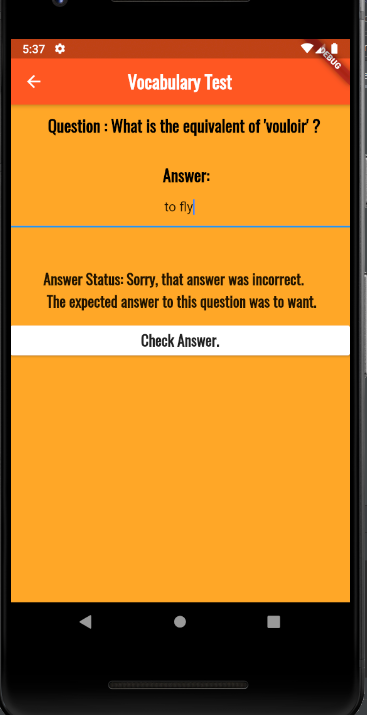 5:37
DEBUG
Vocabulary Test
Question : What is the equivalent of 'vouloir' ?
Answer:
to fly
Answer Status: Sorry, that answer was incorrect.
The expected answer to this question was to want.
Check Answer.